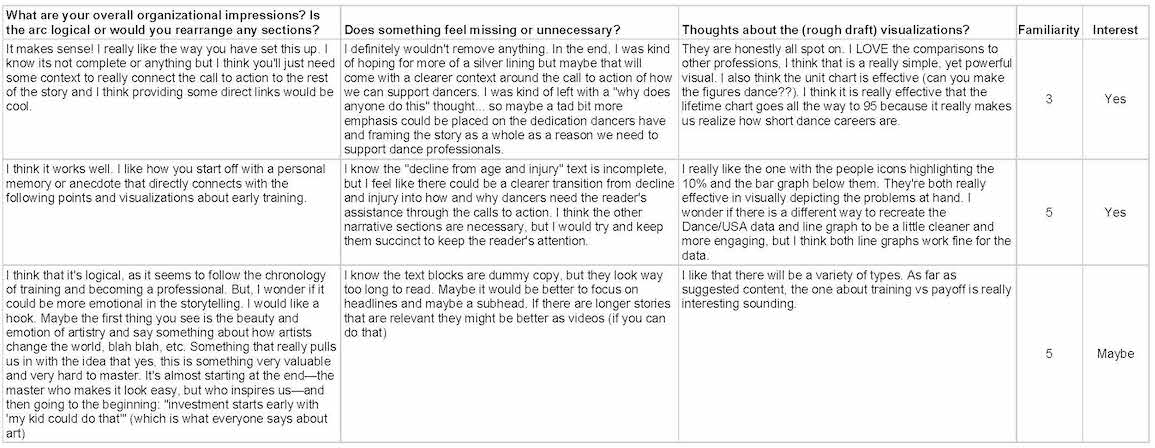 What are your overall organizational impressions? Is
the arc logical or would you rearrange any sections?
Does something feel missing or unnecessary?
Thoughts about the (rough draft) visualizations?
Familiarity
Interest
It makes sense! I really like the way you have set this up. I
know its not complete or anything but I think you'll just need
some context to really connect the call to action to the rest
of the story and I think providing some direct links would be
cool.
I definitely wouldn't remove anything. In the end, I was kind
of hoping for more of a silver lining but maybe that will
come with a clearer context around the call to action of how
we can support dancers. I was kind of left with a "why does
anyone do this" thought... so maybe a tad bit more
emphasis could be placed on the dedication dancers have
and framing the story as a whole as a reason we need to
support dance professionals.
They are honestly all spot on. I LOVE the comparisons to
other professions, I think that is a really simple, yet powerful
visual. I also think the unit chart is effective (can you make
the figures dance??). I think it is really effective that the
lifetime chart goes all the way to 95 because it really makes
us realize how short dance careers are.
3
Yes
I think it works well. I like how you start off with a personal
memory or anecdote that directly connects with the
following points and visualizations about early training.
I know the "decline from age and injury" text is incomplete,
but I feel like there could be a clearer transition from decline
and injury into how and why dancers need the reader's
assistance through the calls to action. I think the other
narrative sections are necessary, but I would try and keep
them succinct to keep the reader's attention.
I really like the one with the people icons highlighting the
10% and the bar graph below them. They're both really
effective in visually depicting the problems at hand. I
wonder if there is a different way to recreate the
Dance/USA data and line graph to be a little cleaner and
more engaging, but I think both line graphs work fine for the
data.
5
Yes
I think that it's logical, as it seems to follow the chronology
of training and becoming a professional. But, I wonder if it
could be more emotional in the storytelling. I would like a
hook. Maybe the first thing you see is the beauty and
emotion of artistry and say something about how artists
change the world, blah blah, etc. Something that really pulls
us in with the idea that yes, this is something very valuable
and very hard to master. It's almost starting at the end—the
master who makes it look easy, but who inspires us—and
then going to the beginning: "investment starts early with
'my kid could do that'" (which is what everyone says about
art)
I know the text blocks are dummy copy, but they look way
too long to read. Maybe it would be better to focus on
headlines and maybe a subhead. If there are longer stories
that are relevant they might be better as videos (if you can
do that)
I like that there will be a variety of types. As far as
suggested content, the one about training vs payoff is really
interesting sounding.
5
Maybe